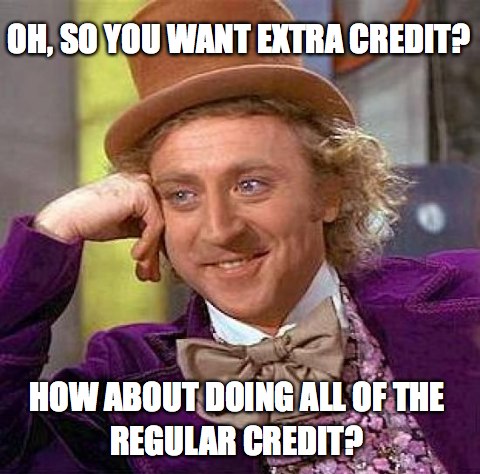 OH, SO YOU WANT EXTRA CREDIT?
HOW ABOUT DOING ALL OF THE
REGULAR CREDIT?